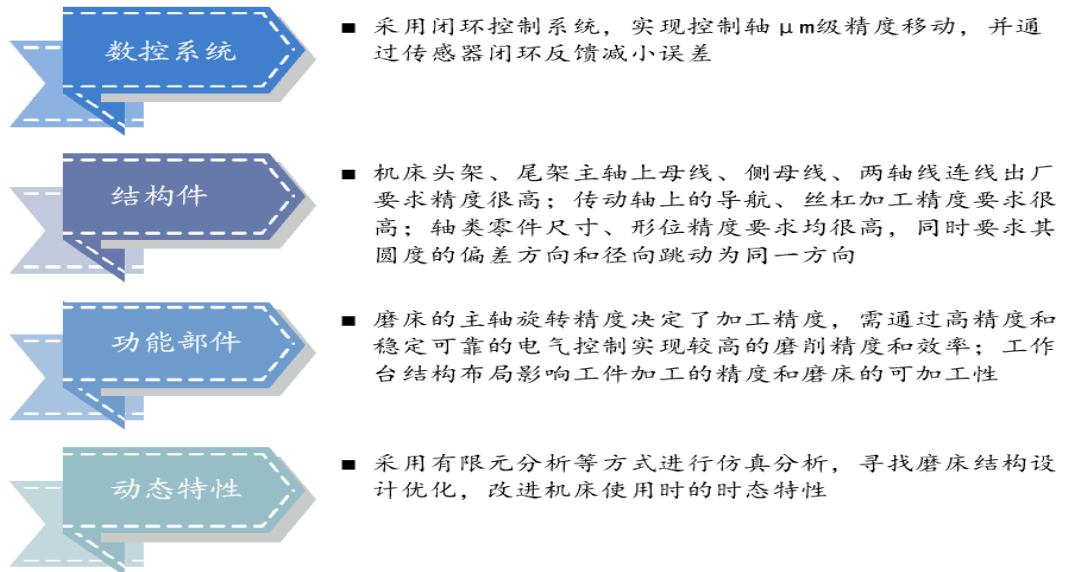 数控系统
■ 采用闭环控制系统，实现控制轴μm级精度移动，并通
过传感器闭环反馈减小误差
结构件
■ 机床头架、尾架主轴上母线、侧母线、两轴线连线出厂
要求精度很高；传动轴上的导航、丝杠加工精度要求很
高；轴类零件尺寸、形位精度要求均很高，同时要求其
圆度的偏差方向和径向跳动为同一方向
功能部件
■ 磨床的主轴旋转精度决定了加工精度，需通过高精度和
稳定可靠的电气控制实现较高的磨削精度和效率；工作
台结构布局影响工件加工的精度和磨床的可加工性
动态特性
■ 采用有限元分析等方式进行仿真分析，寻找磨床结构设
计优化，改进机床使用时的时态特性